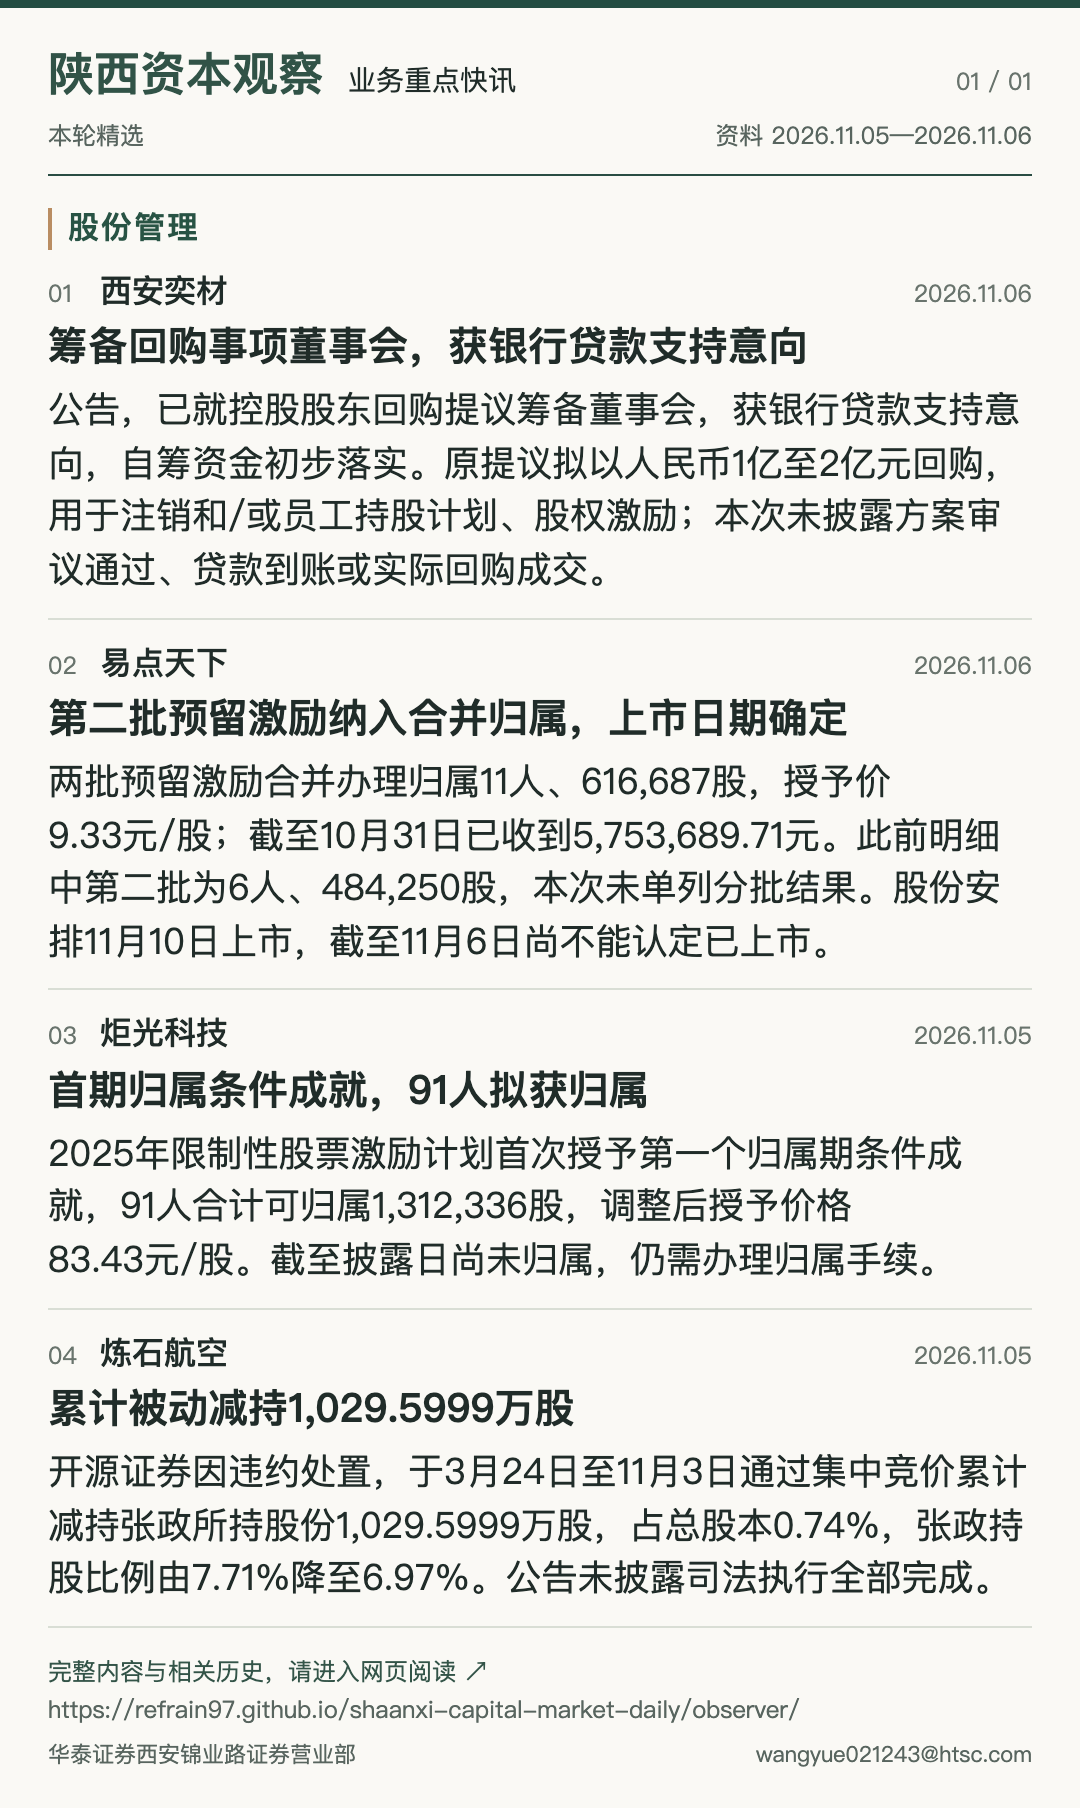 陕西资本观察 业务重点快讯 01 / 01
本轮精选 资料 2026.11.05—2026.11.06
股份管理
01 西安奕材 2026.11.06
筹备回购事项董事会，获银行贷款支持意向
公告，已就控股股东回购提议筹备董事会，获银行贷款支持意
向，自筹资金初步落实。原提议拟以人民币1亿至2亿元回购，
用于注销和/或员工持股计划、股权激励；本次未披露方案审
议通过、贷款到账或实际回购成交。
02 易点天下 2026.11.06
第二批预留激励纳入合并归属，上市日期确定
两批预留激励合并办理归属11人、616,687股，授予价
9.33元/股；截至10月31日已收到5,753,689.71元。此前明细
中第二批为6人、484,250股，本次未单列分批结果。股份安
排11月10日上市，截至11月6日尚不能认定已上市。
03 炬光科技 2026.11.05
首期归属条件成就，91人拟获归属
2025年限制性股票激励计划首次授予第一个归属期条件成
就，91人合计可归属1,312,336股，调整后授予价格
83.43元/股。截至披露日尚未归属，仍需办理归属手续。
04 炼石航空 2026.11.05
累计被动减持1,029.5999万股
开源证券因违约处置，于3月24日至11月3日通过集中竞价累计
减持张政所持股份1,029.5999万股，占总股本0.74%，张政持
股比例由7.71%降至6.97%。公告未披露司法执行全部完成。
完整内容与相关历史，请进入网页阅读 ↗
https://refrain97.github.io/shaanxi-capital-market-daily/observer/
华泰证券西安锦业路证券营业部 wangyue021243@htsc.com